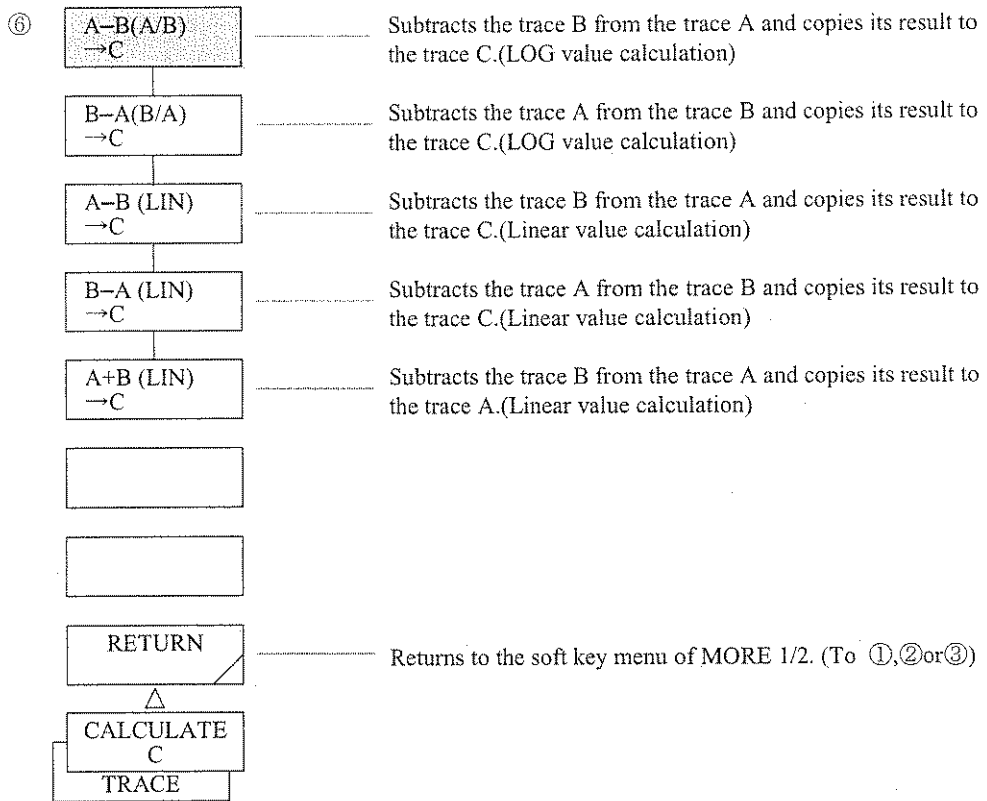 ⑥
A–B(A/B)
→C
Subtracts the trace B from the trace A and copies its result to
the trace C.(LOG value calculation)
B–A(B/A)
→C
Subtracts the trace A from the trace B and copies its result to
the trace C.(LOG value calculation)
A–B (LIN)
→C
Subtracts the trace B from the trace A and copies its result to
the trace C.(Linear value calculation)
B–A (LIN)
→C
Subtracts the trace A from the trace B and copies its result to
the trace C.(Linear value calculation)
A+B (LIN)
→C
Subtracts the trace B from the trace A and copies its result to
the trace A.(Linear value calculation)
RETURN
Returns to the soft key menu of MORE 1/2. (To ①,②or③)
CALCULATE
C
TRACE